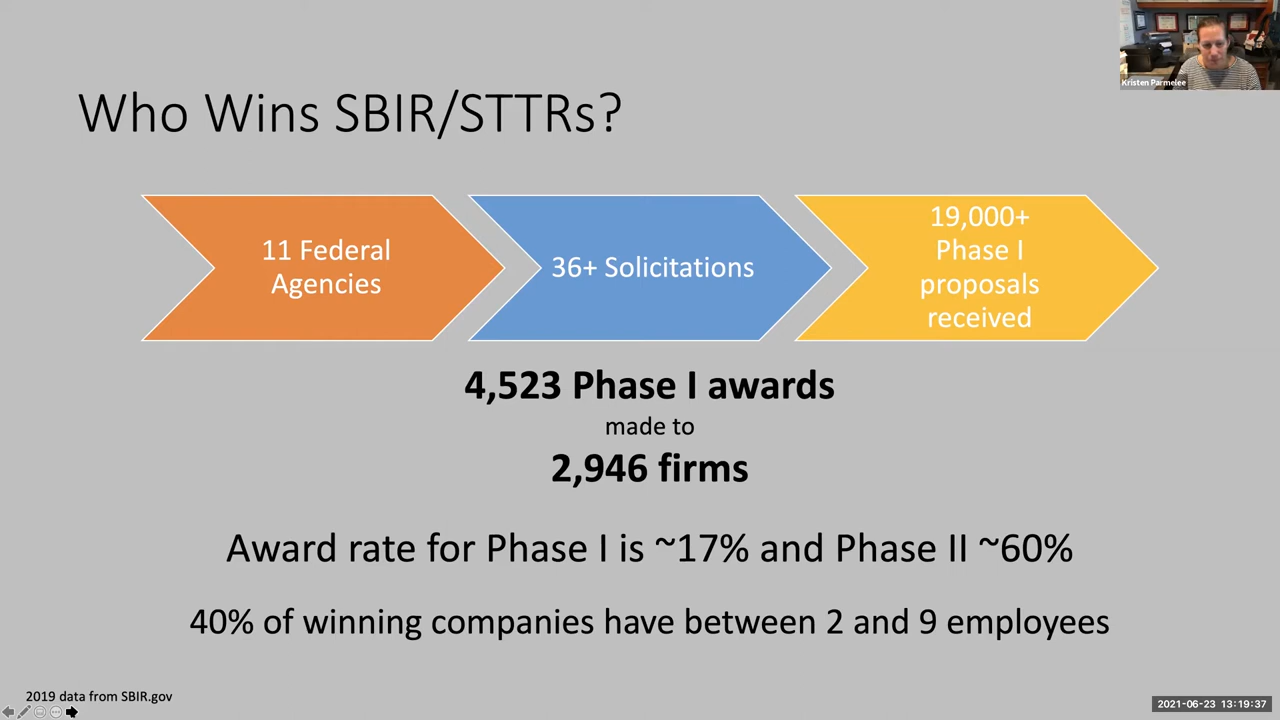 Kristen Parmelee
Who Wins SBIR/STTRs?
11 Federal
Agencies
36+ Solicitations
19,000+
Phase I
proposals
received
4,523 Phase I awards
made to
2,946 firms
Award rate for Phase I is ~17% and Phase II ~60%
40% of winning companies have between 2 and 9 employees
2019 data from SBIR.gov
2021-06-23 13:19:37